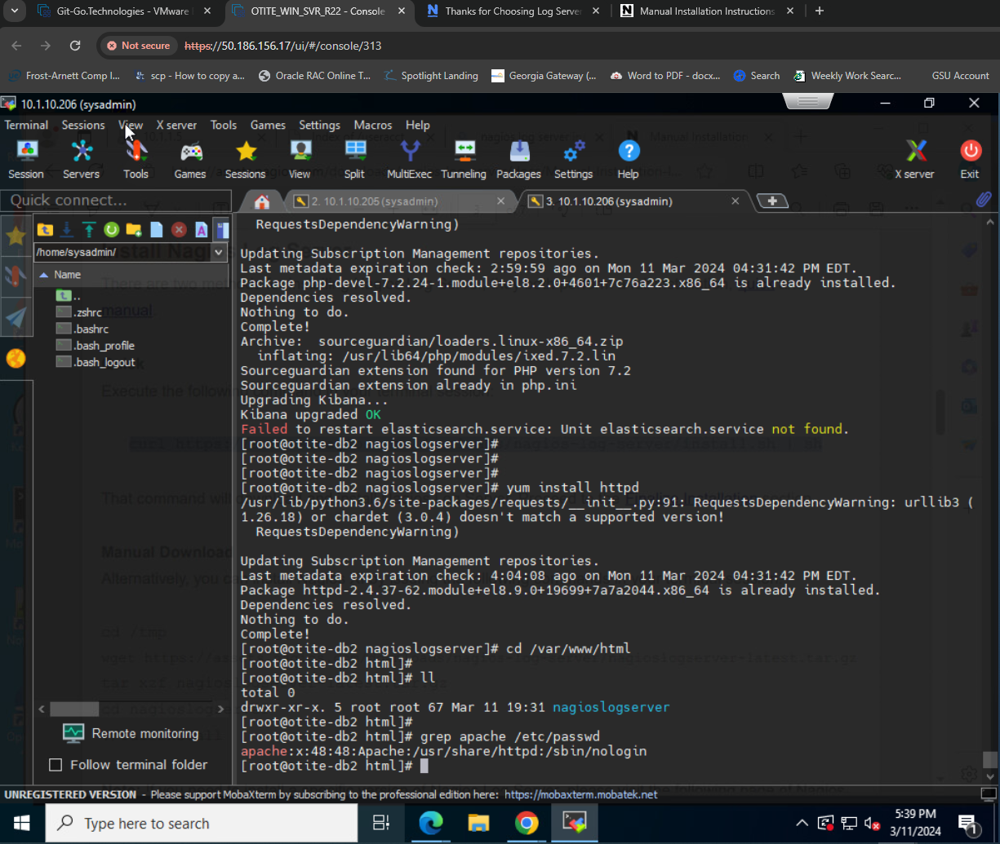 Git-Go.Technologies - VMware
OTITE_WIN_SVR_R22 - Console
Thanks for Choosing Log Server
Manual Installation Instructions
Not secure
https://50.186.156.17/ui/#/console/313
Frost-Arnett Comp I...
scp - How to copy a...
Oracle RAC Online T...
Spotlight Landing
Georgia Gateway (...
Word to PDF - docx...
Search
Weekly Work Searc...
GSU Account
10.1.10.206 (sysadmin)
Terminal Sessions View X server Tools Games Settings Macros Help
Session Servers Tools Games Sessions View Split MultiExec Tunneling Packages Settings Help X server Exit
Quick connect...
2. 10.1.10.205 (sysadmin)
3. 10.1.10.206 (sysadmin)
/home/sysadmin/
Name
..
.zshrc
.bashrc
.bash_profile
.bash_logout
Remote monitoring
Follow terminal folder
RequestsDependencyWarning)
Updating Subscription Management repositories.
Last metadata expiration check: 2:59:59 ago on Mon 11 Mar 2024 04:31:42 PM EDT.
Package php-devel-7.2.24-1.module+el8.2.0+4601+7c76a223.x86_64 is already installed.
Dependencies resolved.
Nothing to do.
Complete!
Archive:  sourceguardian/loaders.linux-x86_64.zip
inflating: /usr/lib64/php/modules/ixed.7.2.lin
Sourceguardian extension found for PHP version 7.2
Sourceguardian extension already in php.ini
Upgrading Kibana...
Kibana upgraded OK
Failed to restart elasticsearch.service: Unit elasticsearch.service not found.
[root@otite-db2 nagioslogserver]#
[root@otite-db2 nagioslogserver]#
[root@otite-db2 nagioslogserver]#
[root@otite-db2 nagioslogserver]# yum install httpd
/usr/lib/python3.6/site-packages/requests/__init__.py:91: RequestsDependencyWarning: urllib3 (
1.26.18) or chardet (3.0.4) doesn't match a supported version!
RequestsDependencyWarning)
Updating Subscription Management repositories.
Last metadata expiration check: 4:04:08 ago on Mon 11 Mar 2024 04:31:42 PM EDT.
Package httpd-2.4.37-62.module+el8.9.0+19699+7a7a2044.x86_64 is already installed.
Dependencies resolved.
Nothing to do.
Complete!
[root@otite-db2 nagioslogserver]# cd /var/www/html
[root@otite-db2 html]#
[root@otite-db2 html]# ll
total 0
drwxr-xr-x. 5 root root 67 Mar 11 19:31 nagioslogserver
[root@otite-db2 html]#
[root@otite-db2 html]# grep apache /etc/passwd
apache:x:48:48:Apache:/usr/share/httpd:/sbin/nologin
[root@otite-db2 html]#
UNREGISTERED VERSION - Please support MobaXterm by subscribing to the professional edition here: https://mobaxterm.mobatek.net
Type here to search
5:39 PM
3/11/2024
1